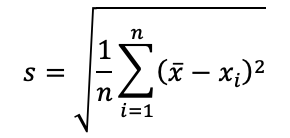 s = √(1/n ∑_{i=1}^{n} (x̄ − x_i)²)